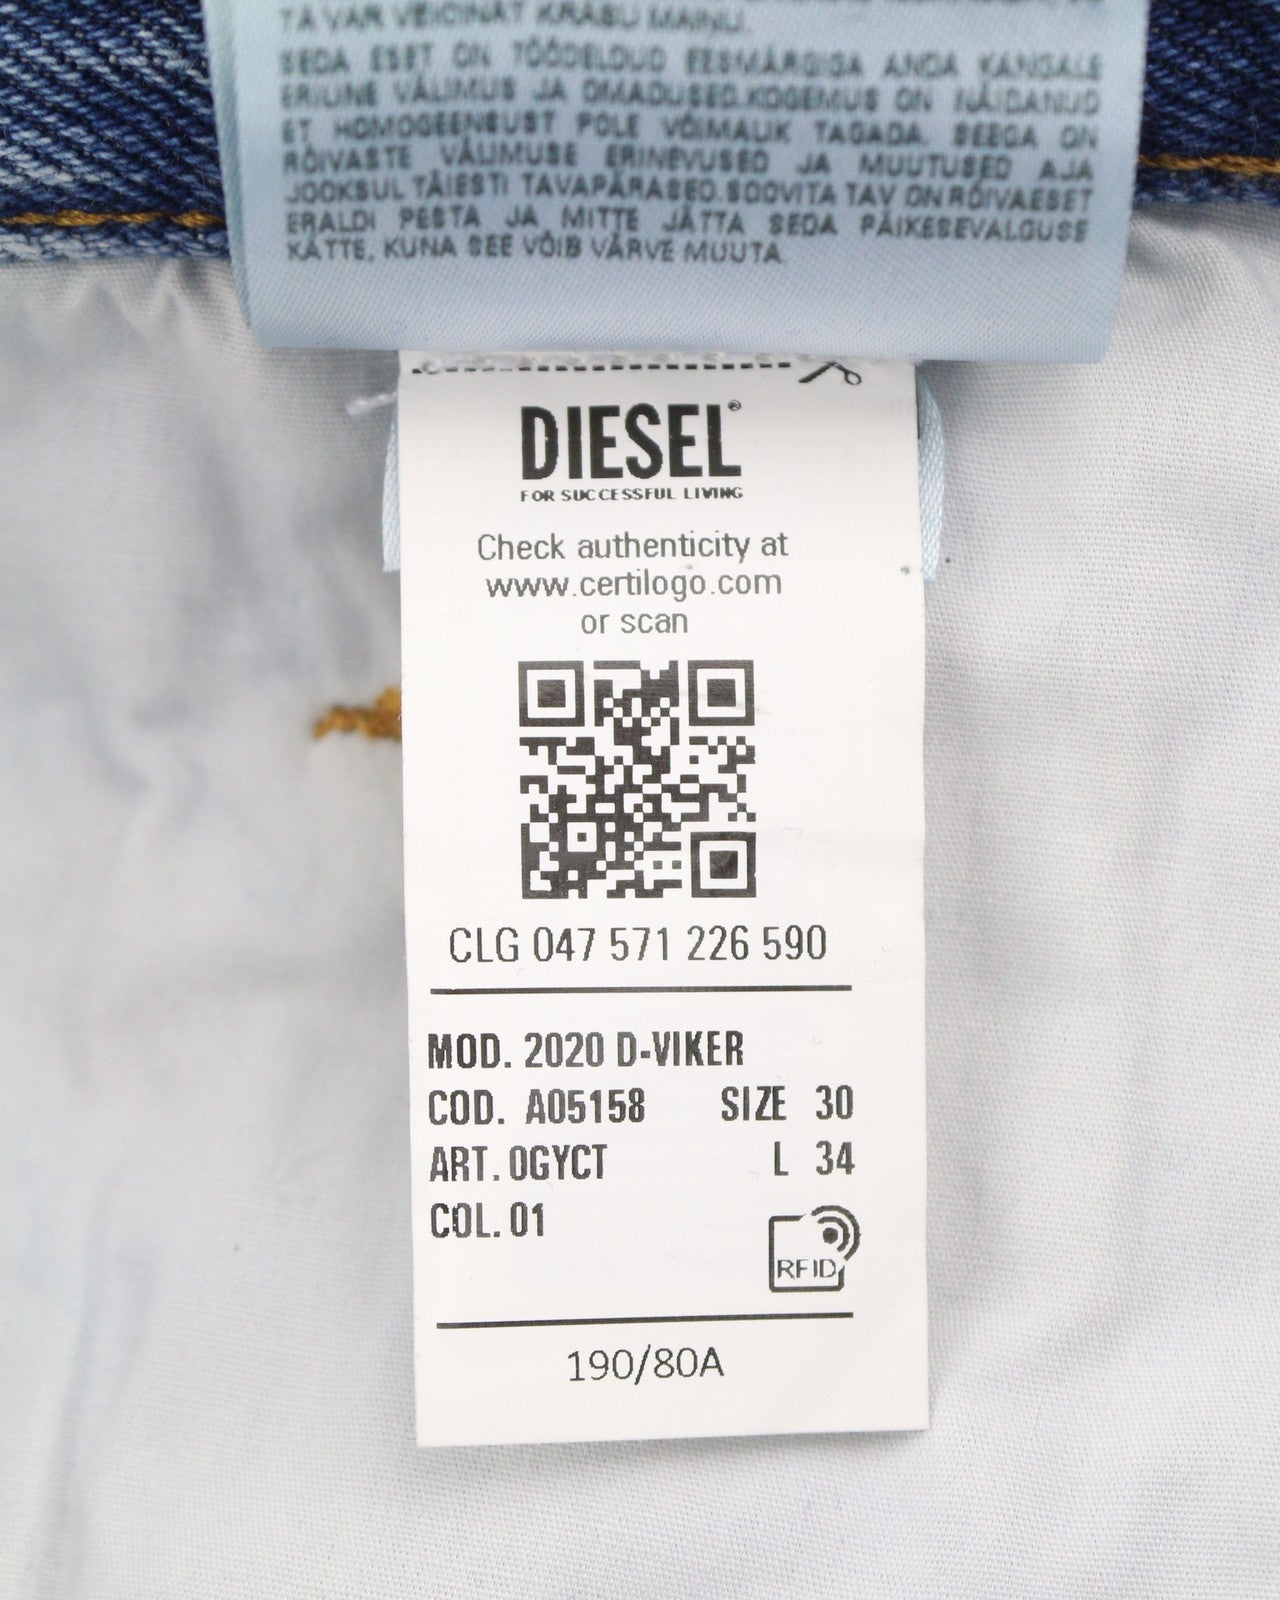 TA VAR VEICINĀT KRĀSU MAIŅU.
SEDA ESET ON TÖÖDELDUD EESMÄRGIGA ANDA KANGALE
ERILINE VÄLIMUS JA OMADUSED.KOGEMUS ON NÄIDANUD
ET HOMOGEENSUST POLE VÕIMALIK TAGADA. SEEGA ON
RÕIVASTE VÄLIMUSE ERINEVUSED JA MUUTUSED AJA
JOOKSUL TÄIESTI TAVAPÄRASED.SOOVITATAV ON RÕIVAESET
ERALDI PESTA JA MITTE JÄTTA SEDA PÄIKESEVALGUSE
KÄTTE, KUNA SEE VÕIB VÄRVE MUUTA.
DIESEL®
FOR SUCCESSFUL LIVING
Check authenticity at
www.certilogo.com
or scan
CLG 047 571 226 590
MOD. 2020 D-VIKER
COD. A05158 SIZE 30
ART. 0GYCT L 34
COL. 01
RFID
190/80A